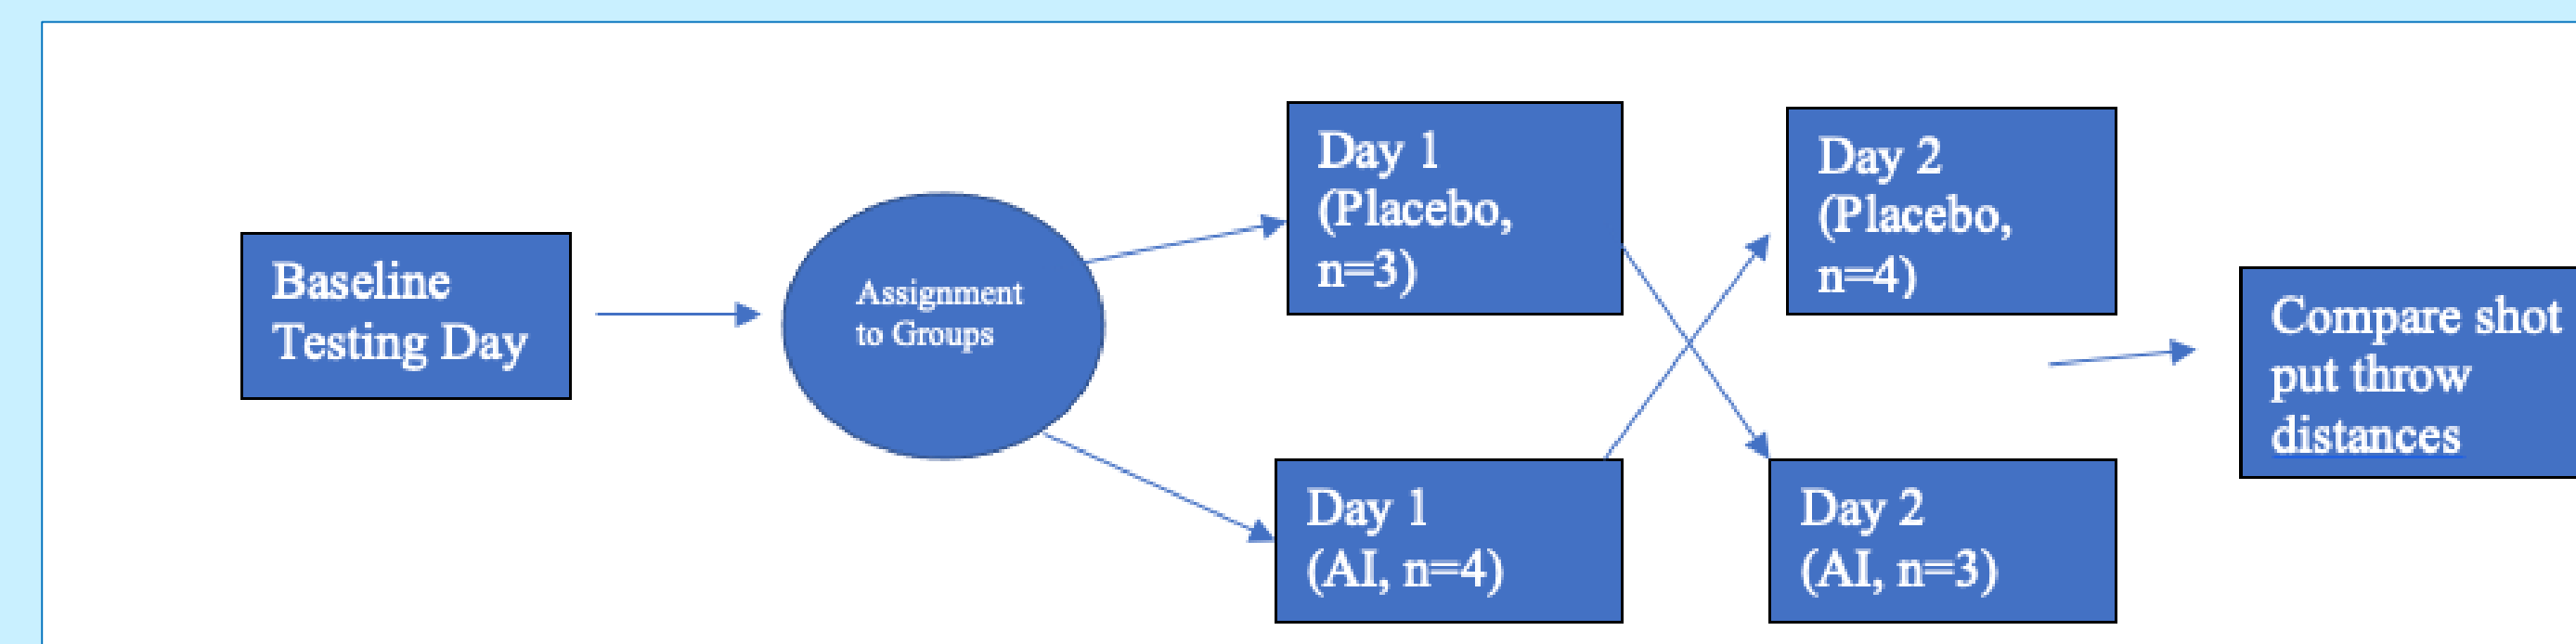 Baseline
Testing Day
Assignment
to Groups
Day 1
(Placebo,
n=3)
Day 1
(AI, n=4)
Day 2
(Placebo,
n=4)
Day 2
(AI, n=3)
Compare shot
put throw
distances